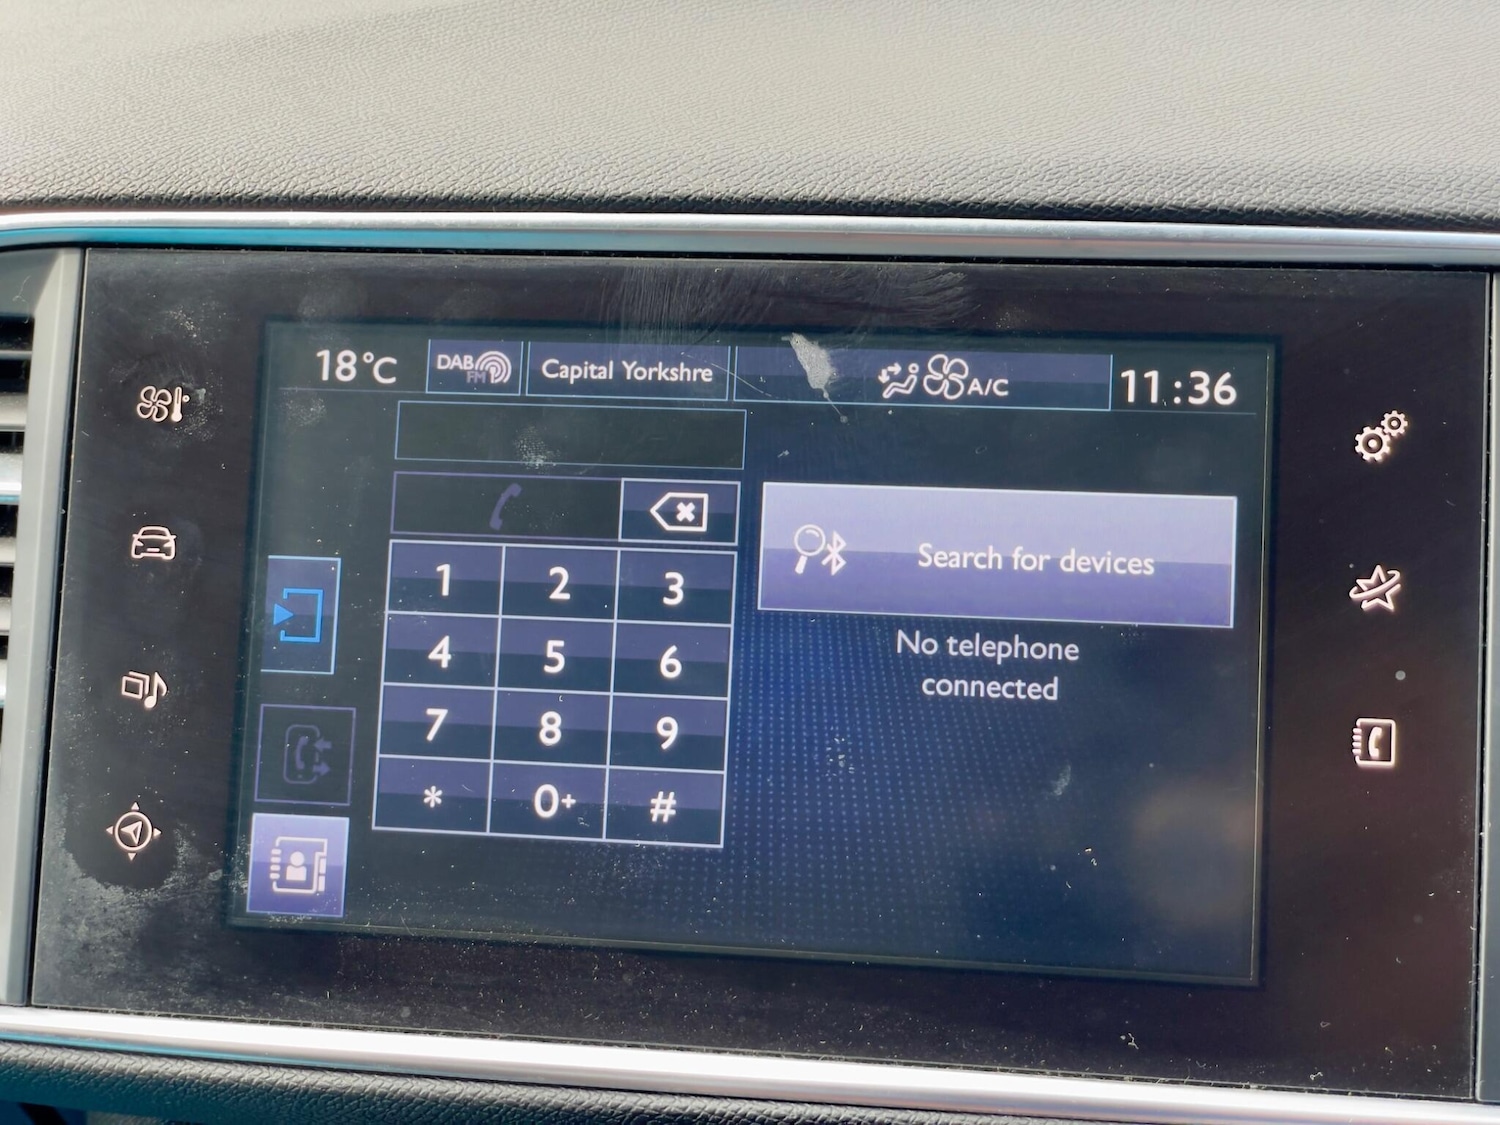 18°C DAB FM Capital Yorkshire A/C 11:36
Search for devices
No telephone
connected
1 2 3
4 5 6
7 8 9
* 0+ #